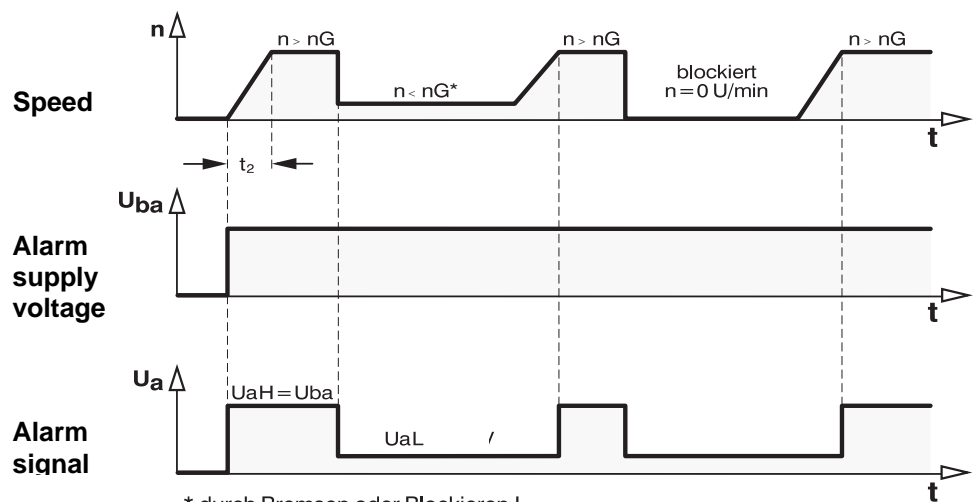 n
n > nG
n > nG
n > nG
n < nG*
blockiert
n = 0 U/min
Speed
t
t₂
Uba
Alarm
supply
voltage
t
Ua
UaH = Uba
UaL /
Alarm
signal
t
* durch Bremsen oder Blockieren